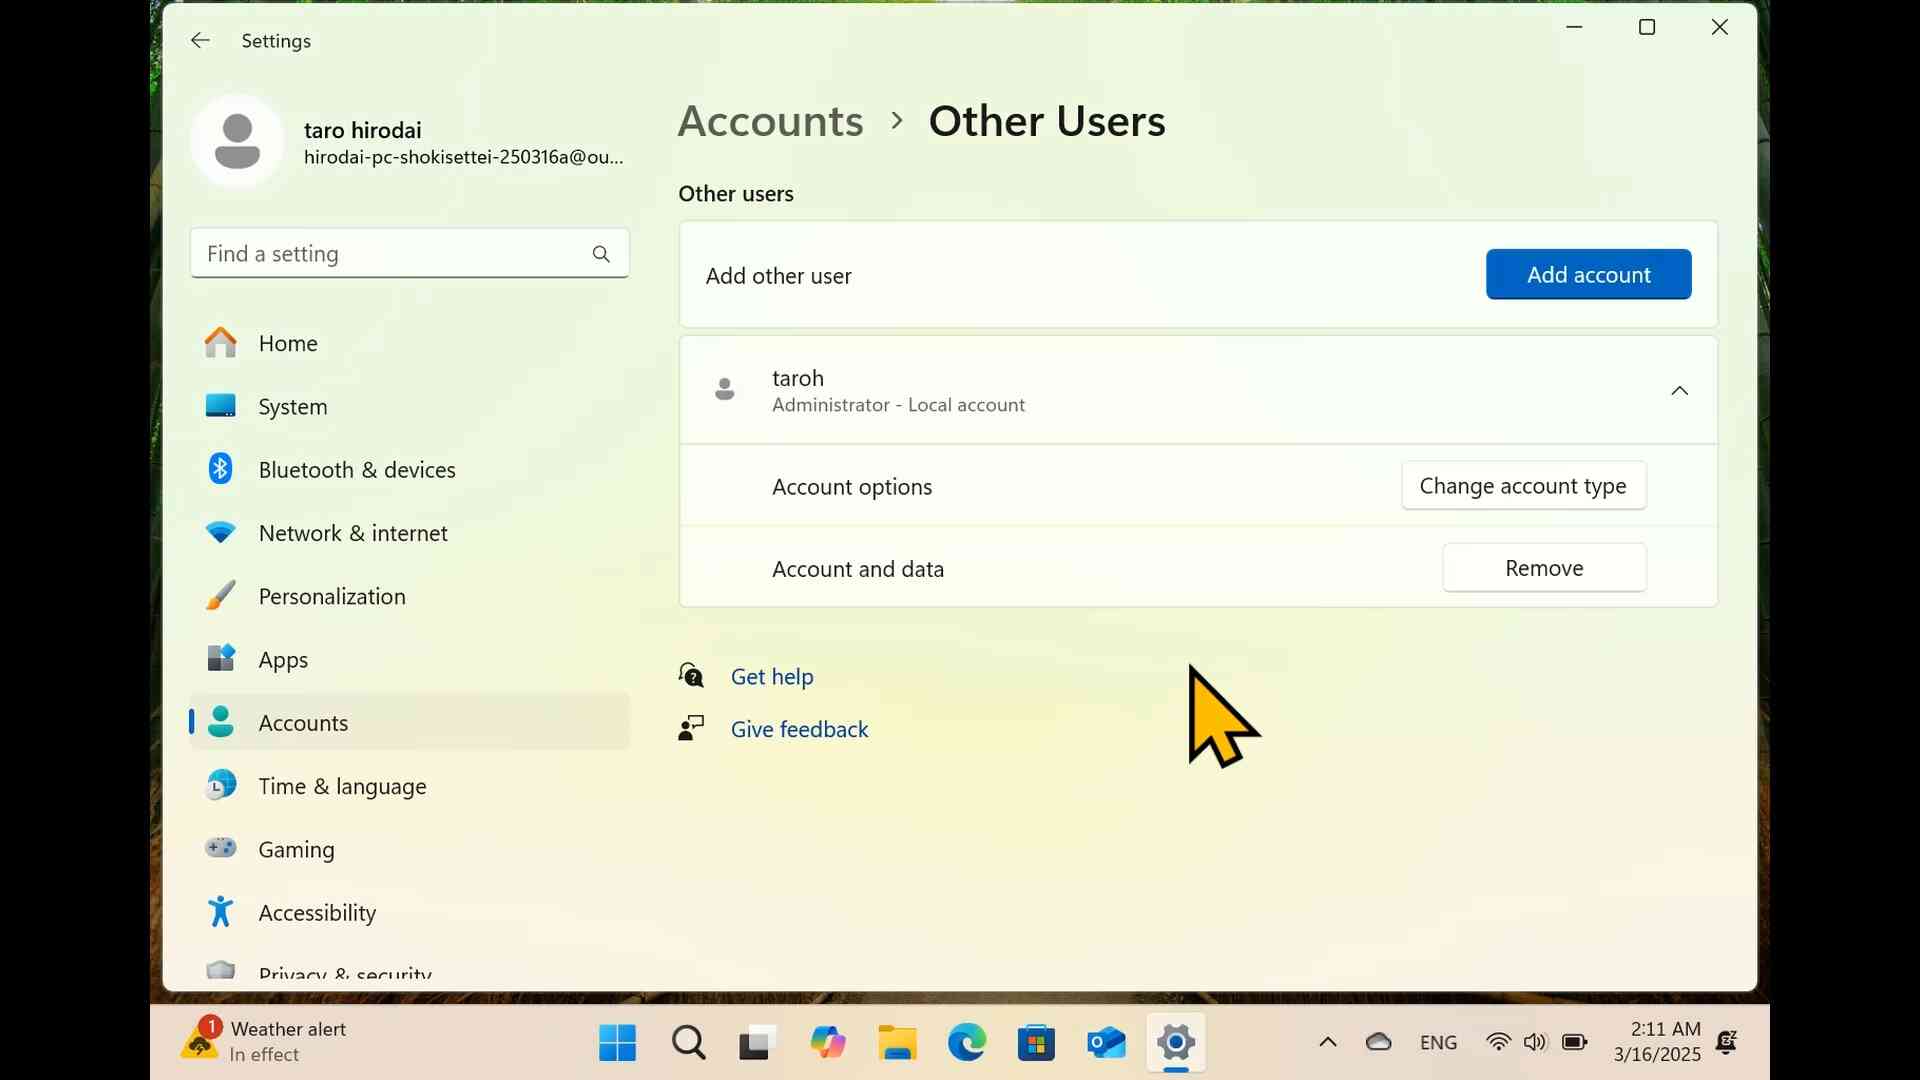 Settings
taro hirodai
hirodai-pc-shokisettei-250316a@ou...
Find a setting
Home
System
Bluetooth & devices
Network & internet
Personalization
Apps
Accounts
Time & language
Gaming
Accessibility
Privacy & security
Accounts > Other Users
Other users
Add other user
Add account
taroh
Administrator - Local account
Account options
Change account type
Account and data
Remove
Get help
Give feedback
1
Weather alert
In effect
ENG
2:11 AM
3/16/2025